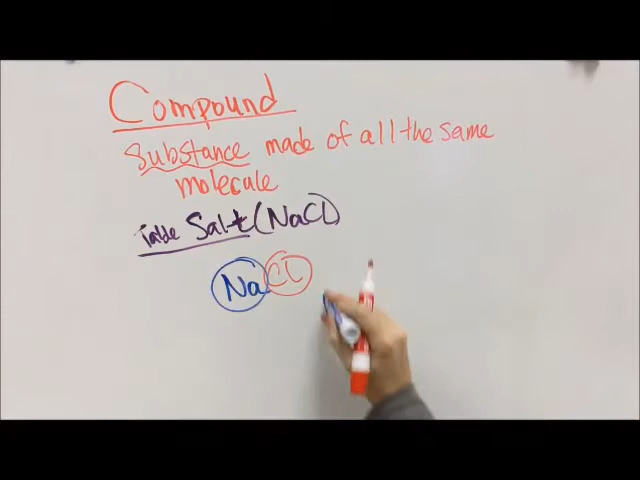 Compound
Substance made of all the same
molecule
Table Salt (NaCl)
Na Cl